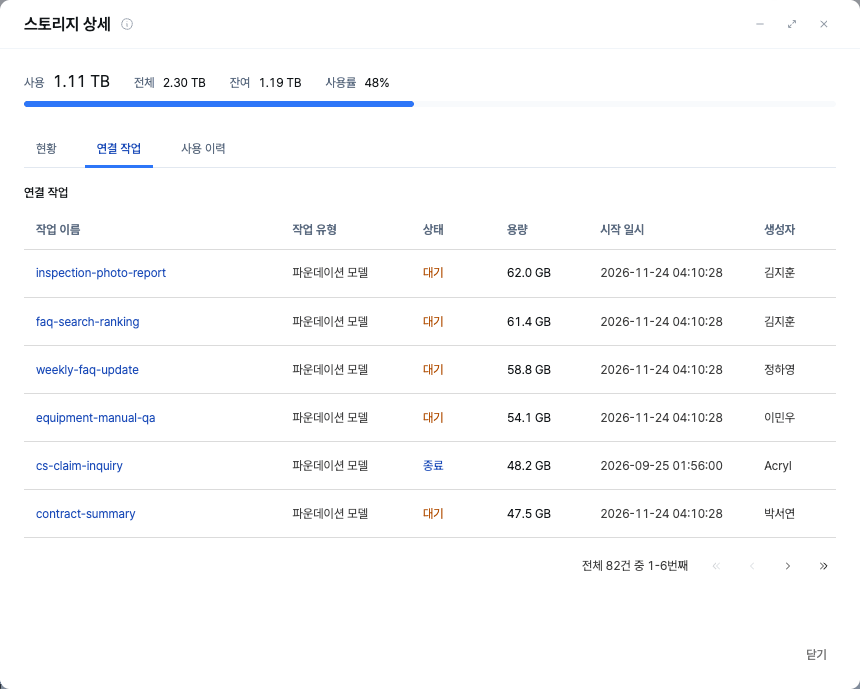 스토리지 상세
사용 1.11 TB 전체 2.30 TB 잔여 1.19 TB 사용률 48%
현황 연결 작업 사용 이력
연결 작업
작업 이름 작업 유형 상태 용량 시작 일시 생성자
inspection-photo-report 파운데이션 모델 대기 62.0 GB 2026-11-24 04:10:28 김지훈
faq-search-ranking 파운데이션 모델 대기 61.4 GB 2026-11-24 04:10:28 김지훈
weekly-faq-update 파운데이션 모델 대기 58.8 GB 2026-11-24 04:10:28 정하영
equipment-manual-qa 파운데이션 모델 대기 54.1 GB 2026-11-24 04:10:28 이민우
cs-claim-inquiry 파운데이션 모델 종료 48.2 GB 2026-09-25 01:56:00 Acryl
contract-summary 파운데이션 모델 대기 47.5 GB 2026-11-24 04:10:28 박서연
전체 82건 중 1-6번째
닫기